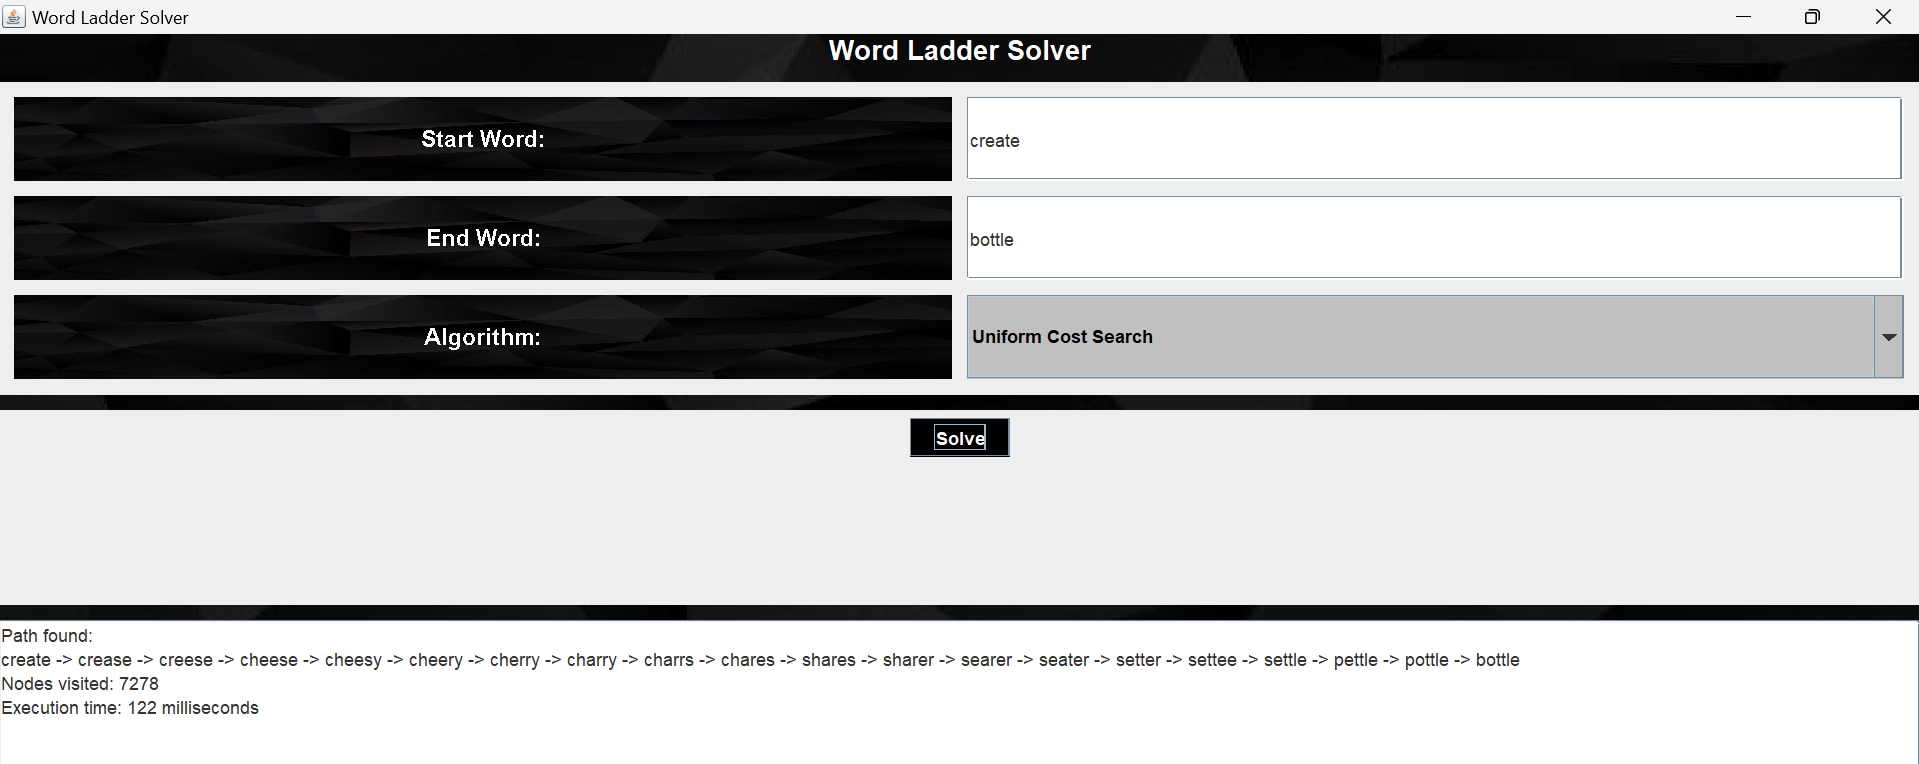 Word Ladder Solver
Word Ladder Solver
Start Word:
create
End Word:
bottle
Algorithm:
Uniform Cost Search
Solve
Path found:
create -> crease -> creese -> cheese -> cheesy -> cheery -> cherry -> charry -> charrs -> chares -> shares -> sharer -> searer -> seater -> setter -> settee -> settle -> pettle -> pottle -> bottle
Nodes visited: 7278
Execution time: 122 milliseconds